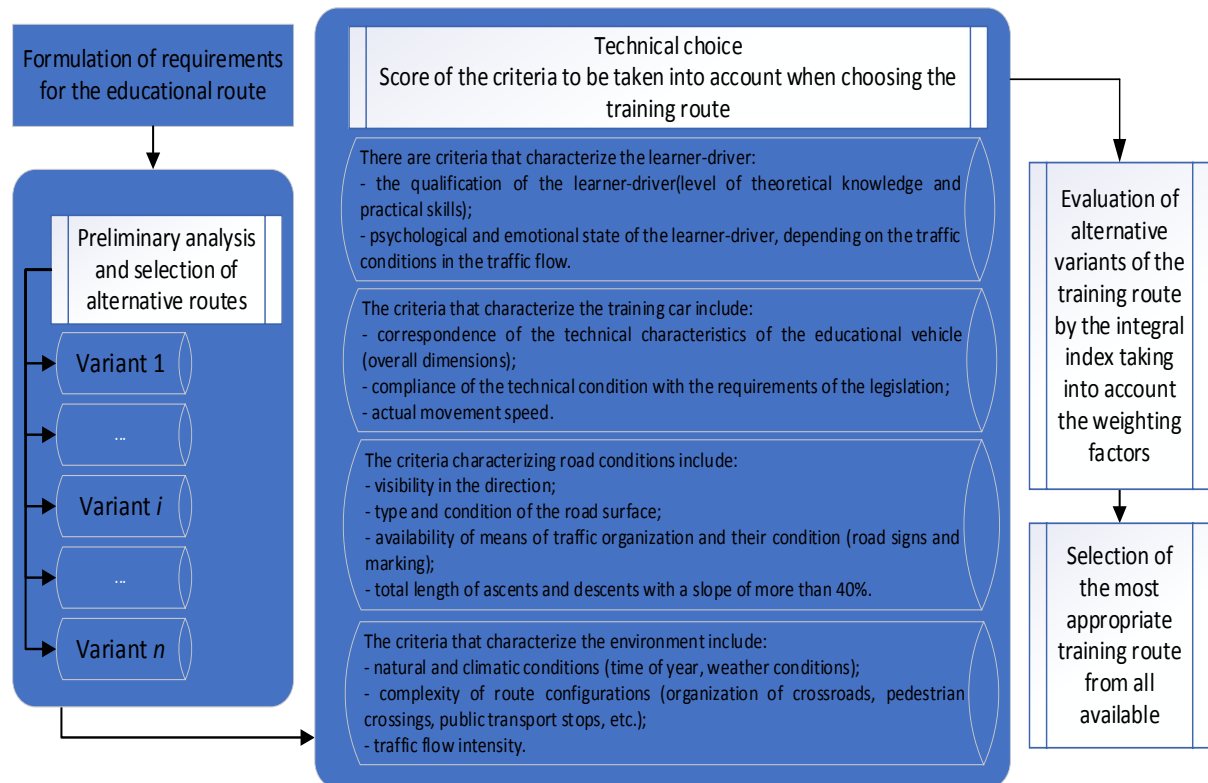 Formulation of requirements
for the educational route
Preliminary analysis
and selection of
alternative routes
Variant 1
...
Variant i
...
Variant n
Technical choice
Score of the criteria to be taken into account when choosing the
training route
There are criteria that characterize the learner-driver:
- the qualification of the learner-driver(level of theoretical knowledge and
practical skills);
- psychological and emotional state of the learner-driver, depending on the traffic
conditions in the traffic flow.
The criteria that characterize the training car include:
- correspondence of the technical characteristics of the educational vehicle
(overall dimensions);
- compliance of the technical condition with the requirements of the legislation;
- actual movement speed.
The criteria characterizing road conditions include:
- visibility in the direction;
- type and condition of the road surface;
- availability of means of traffic organization and their condition (road signs and
marking);
- total length of ascents and descents with a slope of more than 40%.
The criteria that characterize the environment include:
- natural and climatic conditions (time of year, weather conditions);
- complexity of route configurations (organization of crossroads, pedestrian
crossings, public transport stops, etc.);
- traffic flow intensity.
Evaluation of
alternative
variants of the
training route
by the integral
index taking
into account
the weighting
factors
Selection of
the most
appropriate
training route
from all
available